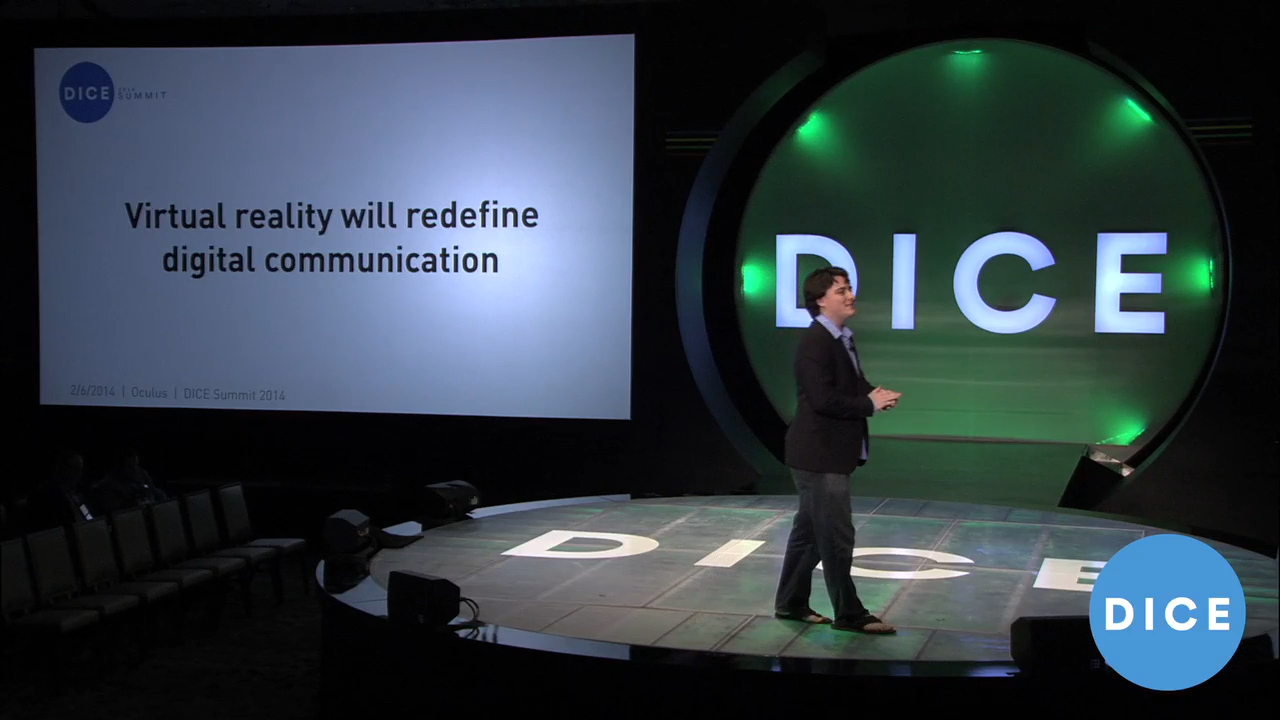 DICE SUMMIT
Virtual reality will redefine
digital communication
2/6/2014 | Oculus | DICE Summit 2014
DICE
DICE
DICE